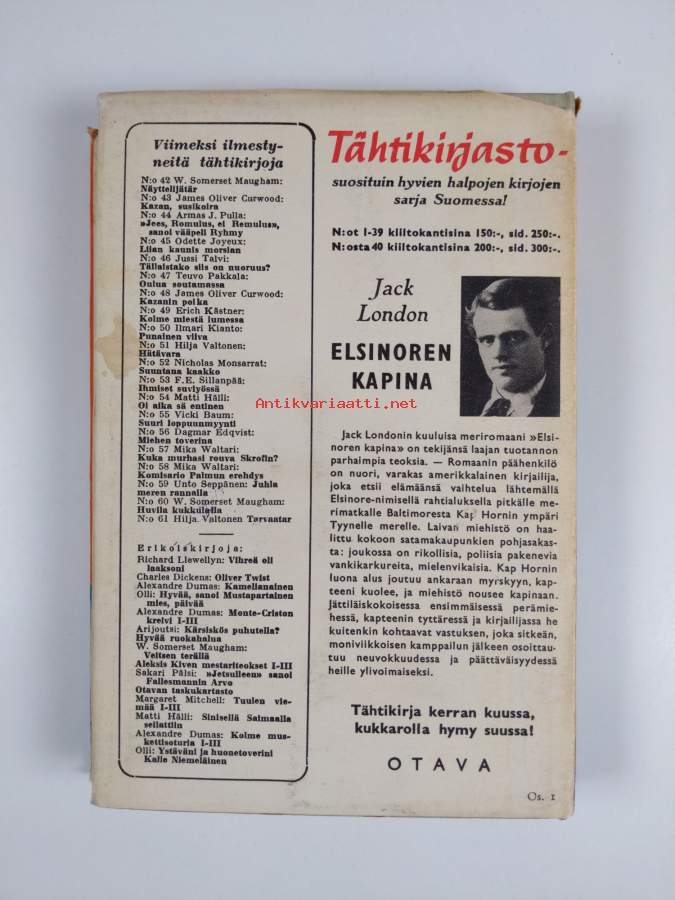 Viimeksi ilmesty-
neitä tähtikirjoja
N:o 42 W. Somerset Maugham:
Näyttelijätär
N:o 43 James Oliver Curwood:
Kazan, susikoira
N:o 44 Armas J. Pulla:
»Jees, Romulus, ei Remulus»,
sanoi vääpeli Ryhmy
N:o 45 Odette Joyeux:
Liian kaunis morsian
N:o 46 Jussi Talvi:
Tällaistako siis on nuoruus?
N:o 47 Teuvo Pakkala:
Oulua soutamassa
N:o 48 James Oliver Curwood:
Kazanin poika
N:o 49 Erich Kästner:
Kolme miestä lumessa
N:o 50 Ilmari Kianto:
Punainen viiva
N:o 51 Hilja Valtonen:
Hätävara
N:o 52 Nicholas Monsarrat:
Suuntana kaakko
N:o 53 F.E. Sillanpää:
Ihmiset suviyössä
N:o 54 Matti Hälli:
Oi aika sä entinen
N:o 55 Vicki Baum:
Suuri loppuunmyynti
N:o 56 Dagmar Edqvist:
Miehen toverina
N:o 57 Mika Waltari:
Kuka murhasi rouva Skrofin?
N:o 58 Mika Waltari:
Komisario Palmun erehdys
N:o 59 Unto Seppänen: Juhla
meren rannalla
N:o 60 W. Somerset Maugham:
Huvila kukkulalla
N:o 61 Hilja Valtonen Tarvaatar
Erikoiskirjoja:
Richard Llewellyn: Vihreä oli
laaksoni
Charles Dickens: Oliver Twist
Alexandre Dumas: Kamelianainen
Olli: Hyvää, sanoi Mustapartainen
mies, päivää
Alexandre Dumas: Monte-Criston
kreivi I-III
Arijoutsi: Kärsiskös puhutella?
Hyvää ruokahalua
W. Somerset Maugham:
Veitsen terällä
Aleksis Kiven mestariteokset I-III
Sakari Pälsi: »Jetsulleen» sanoi
Fallesmannin Arvo
Otavan taskukartasto
Margaret Mitchell: Tuulen vie-
mää I-III
Matti Hälli: Sinisellä Saimaalla
seilattiin
Alexandre Dumas: Kolme mus-
kettisoturia I-III
Olli: Ystäväni ja huonetoverini
Kalle Niemeläinen
Tähtikirjasto-
suosituin hyvien halpojen kirjojen
sarja Suomessa!
N:ot 1-39 kiiltokantisina 150:-, sid. 250:-.
N:osta 40 kiiltokantisina 200:-, sid. 300:-.
Jack
London
ELSINOREN
KAPINA
Antikvariaatti.net
Jack Londonin kuuluisa meriromaani »Elsi-
noren kapina» on tekijänsä laajan tuotannon
parhaimpia teoksia. — Romaanin päähenkilö
on nuori, varakas amerikkalainen kirjailija,
joka etsii elämäänsä vaihtelua lähtemällä
Elsinore-nimisellä rahtialuksella pitkälle me-
rimatkalle Baltimoresta Kap Hornin ympäri
Tyynelle merelle. Laivan miehistö on haa-
littu kokoon satamakaupunkien pohjasakas-
ta: joukossa on rikollisia, poliisia pakenevia
vankikarkureita, mielenvikaisia. Kap Hornin
luona alus joutuu ankaraan myrskyyn, kap-
teeni kuolee, ja miehistö nousee kapinaan.
Jättiläiskokoisessa ensimmäisessä perämie-
hessä, kapteenin tyttäressä ja kirjailijassa he
kuitenkin kohtaavat vastuksen, joka sitkeän,
moniviikkoisen kamppailun jälkeen osoittau-
tuu neuvokkuudessa ja päättäväisyydessä
heille ylivoimaiseksi.
Tähtikirja kerran kuussa,
kukkarolla hymy suussa!
OTAVA
Os. 1